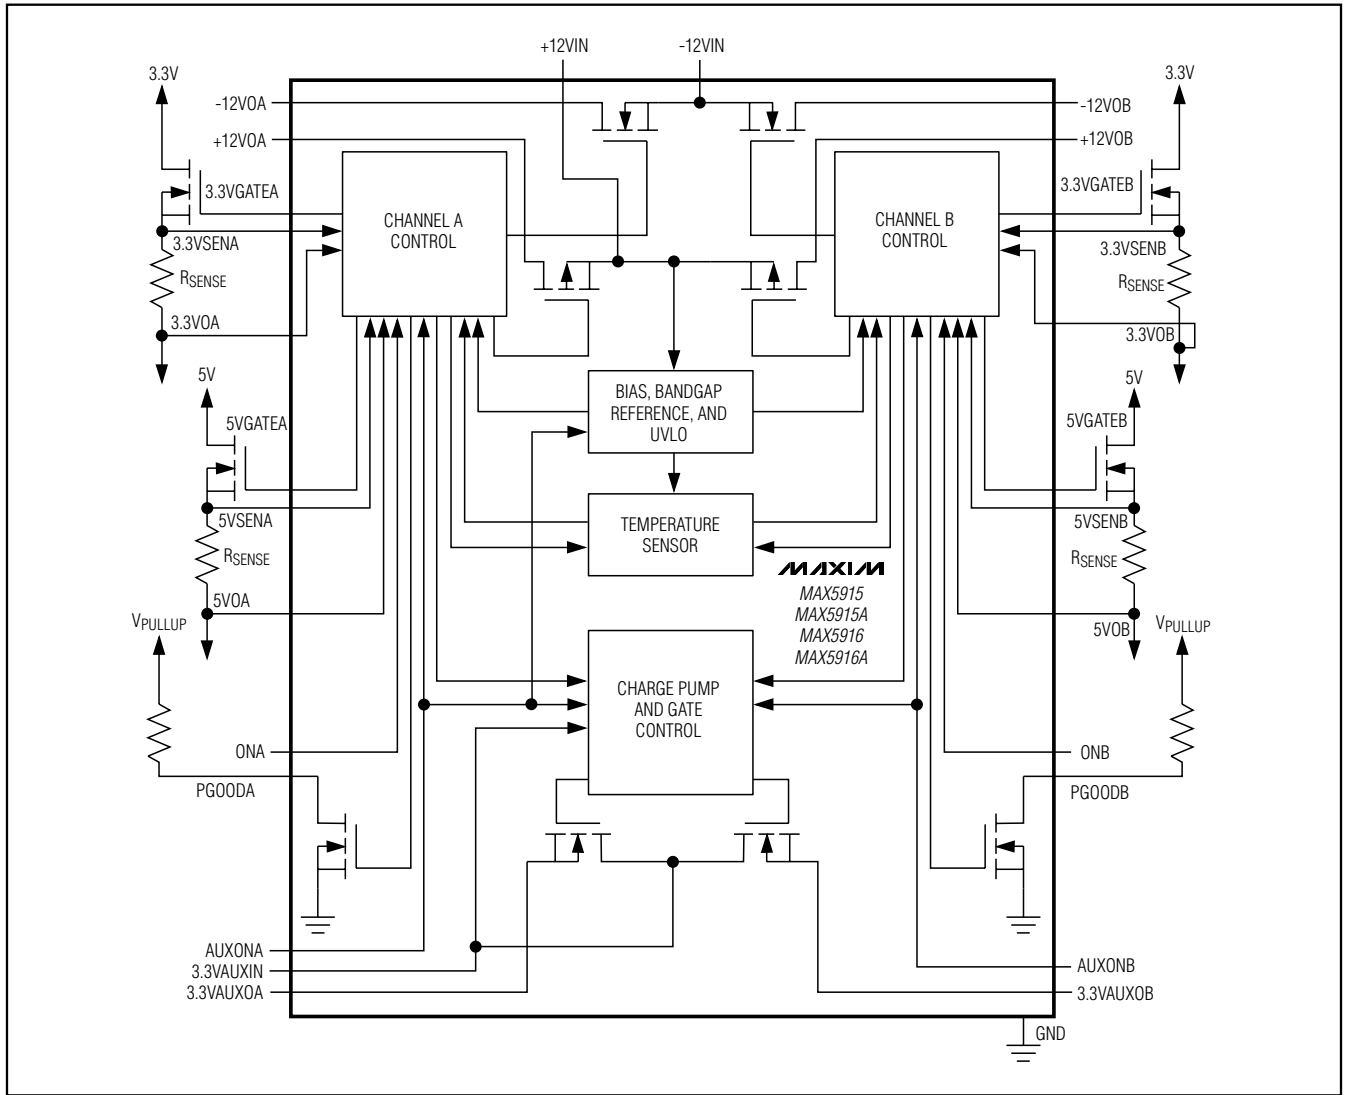 +12VIN
-12VIN
3.3V
3.3V
-12VOA
-12VOB
+12VOA
+12VOB
3.3VGATEA
3.3VGATEB
CHANNEL A
CONTROL
CHANNEL B
CONTROL
3.3VSENA
3.3VSENB
RSENSE
RSENSE
3.3VOA
3.3VOB
5V
5V
BIAS, BANDGAP
REFERENCE, AND
UVLO
5VGATEA
5VGATEB
5VSENA
5VSENB
TEMPERATURE
SENSOR
RSENSE
RSENSE
MAXIM
MAX5915
MAX5915A
MAX5916
MAX5916A
5VOA
5VOB
VPULLUP
VPULLUP
CHARGE PUMP
AND GATE
CONTROL
ONA
ONB
PGOODA
PGOODB
AUXONA
3.3VAUXIN
3.3VAUXOA
AUXONB
3.3VAUXOB
GND